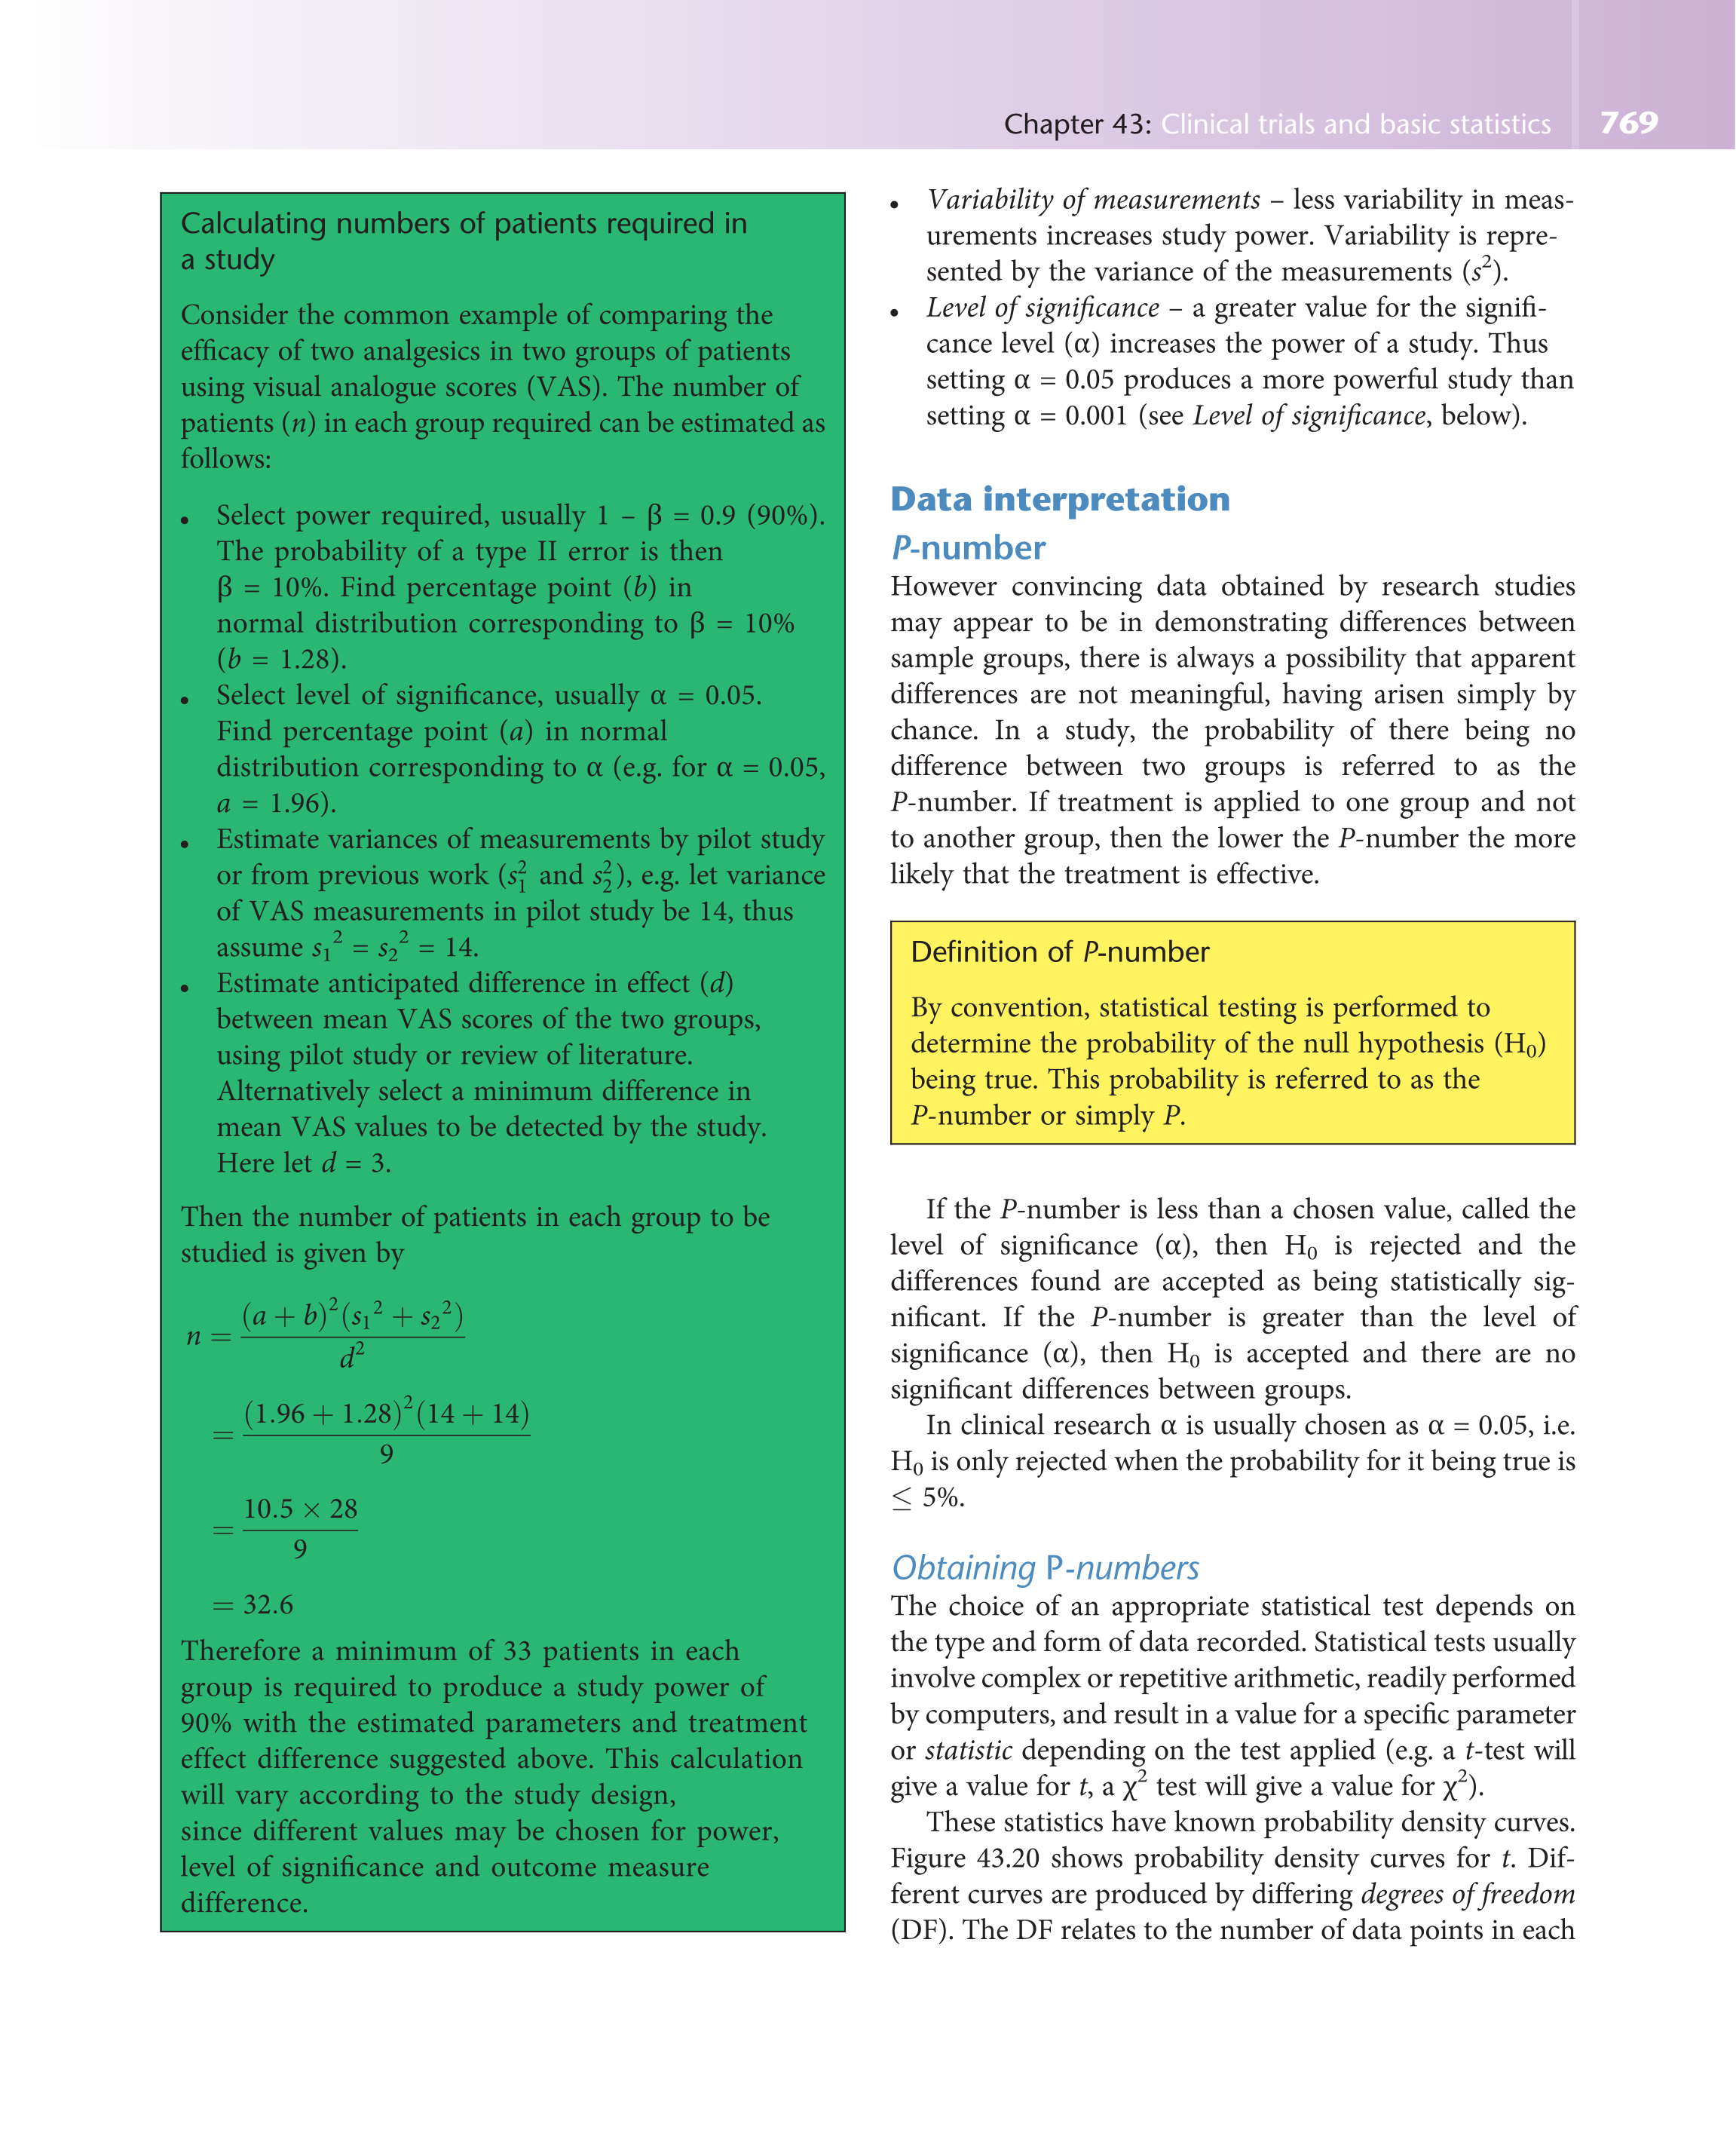 Chapter 43: Clinical trials and basic statistics 769
Calculating numbers of patients required in
a study
Consider the common example of comparing the
efficacy of two analgesics in two groups of patients
using visual analogue scores (VAS). The number of
patients (n) in each group required can be estimated as
follows:
• Select power required, usually 1 – β = 0.9 (90%).
The probability of a type II error is then
β = 10%. Find percentage point (b) in
normal distribution corresponding to β = 10%
(b = 1.28).
• Select level of significance, usually α = 0.05.
Find percentage point (a) in normal
distribution corresponding to α (e.g. for α = 0.05,
a = 1.96).
• Estimate variances of measurements by pilot study
or from previous work (s₁² and s₂²), e.g. let variance
of VAS measurements in pilot study be 14, thus
assume s₁² = s₂² = 14.
• Estimate anticipated difference in effect (d)
between mean VAS scores of the two groups,
using pilot study or review of literature.
Alternatively select a minimum difference in
mean VAS values to be detected by the study.
Here let d = 3.
Then the number of patients in each group to be
studied is given by
n = (a + b)²(s₁² + s₂²)
d²
= (1.96 + 1.28)²(14 + 14)
9
= 10.5 × 28
9
= 32.6
Therefore a minimum of 33 patients in each
group is required to produce a study power of
90% with the estimated parameters and treatment
effect difference suggested above. This calculation
will vary according to the study design,
since different values may be chosen for power,
level of significance and outcome measure
difference.
• Variability of measurements – less variability in meas-
urements increases study power. Variability is repre-
sented by the variance of the measurements (s²).
• Level of significance – a greater value for the signifi-
cance level (α) increases the power of a study. Thus
setting α = 0.05 produces a more powerful study than
setting α = 0.001 (see Level of significance, below).
Data interpretation
P-number
However convincing data obtained by research studies
may appear to be in demonstrating differences between
sample groups, there is always a possibility that apparent
differences are not meaningful, having arisen simply by
chance. In a study, the probability of there being no
difference between two groups is referred to as the
P-number. If treatment is applied to one group and not
to another group, then the lower the P-number the more
likely that the treatment is effective.
Definition of P-number
By convention, statistical testing is performed to
determine the probability of the null hypothesis (H₀)
being true. This probability is referred to as the
P-number or simply P.
If the P-number is less than a chosen value, called the
level of significance (α), then H₀ is rejected and the
differences found are accepted as being statistically sig-
nificant. If the P-number is greater than the level of
significance (α), then H₀ is accepted and there are no
significant differences between groups.
In clinical research α is usually chosen as α = 0.05, i.e.
H₀ is only rejected when the probability for it being true is
≤ 5%.
Obtaining P-numbers
The choice of an appropriate statistical test depends on
the type and form of data recorded. Statistical tests usually
involve complex or repetitive arithmetic, readily performed
by computers, and result in a value for a specific parameter
or statistic depending on the test applied (e.g. a t-test will
give a value for t, a χ² test will give a value for χ²).
These statistics have known probability density curves.
Figure 43.20 shows probability density curves for t. Dif-
ferent curves are produced by differing degrees of freedom
(DF). The DF relates to the number of data points in each